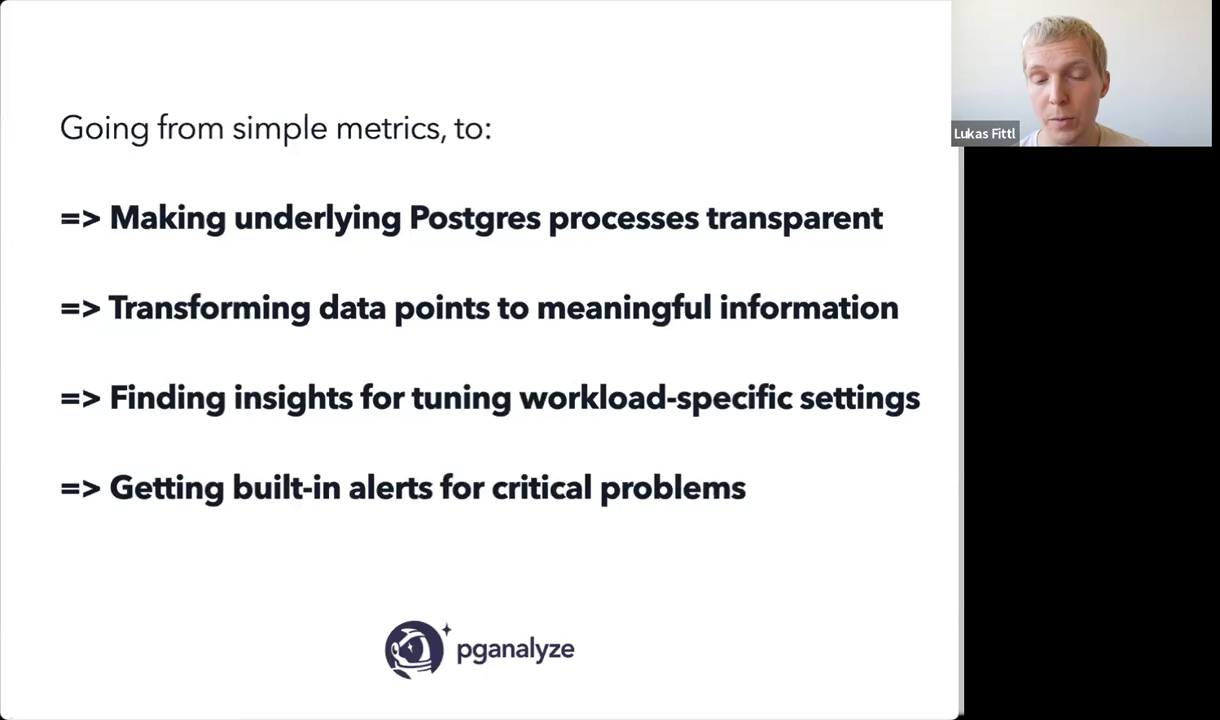 Going from simple metrics, to:
=> Making underlying Postgres processes transparent
=> Transforming data points to meaningful information
=> Finding insights for tuning workload-specific settings
=> Getting built-in alerts for critical problems
pganalyze
Lukas Fittl